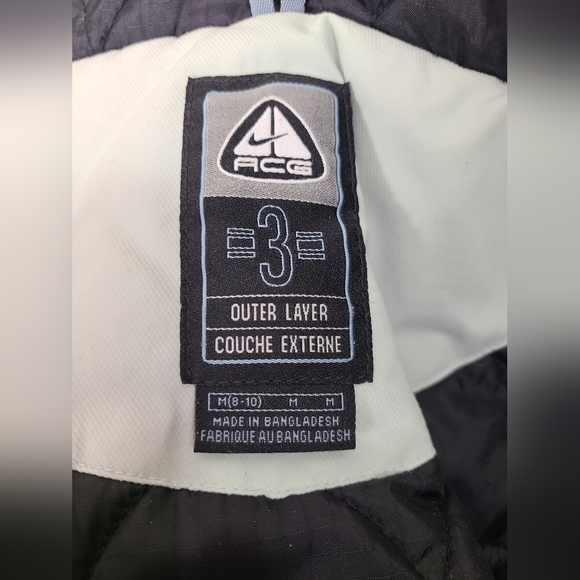 ACG
3
OUTER LAYER
COUCHE EXTERNE
M(8-10) M M
MADE IN BANGLADESH
FABRIQUE AU BANGLADESH